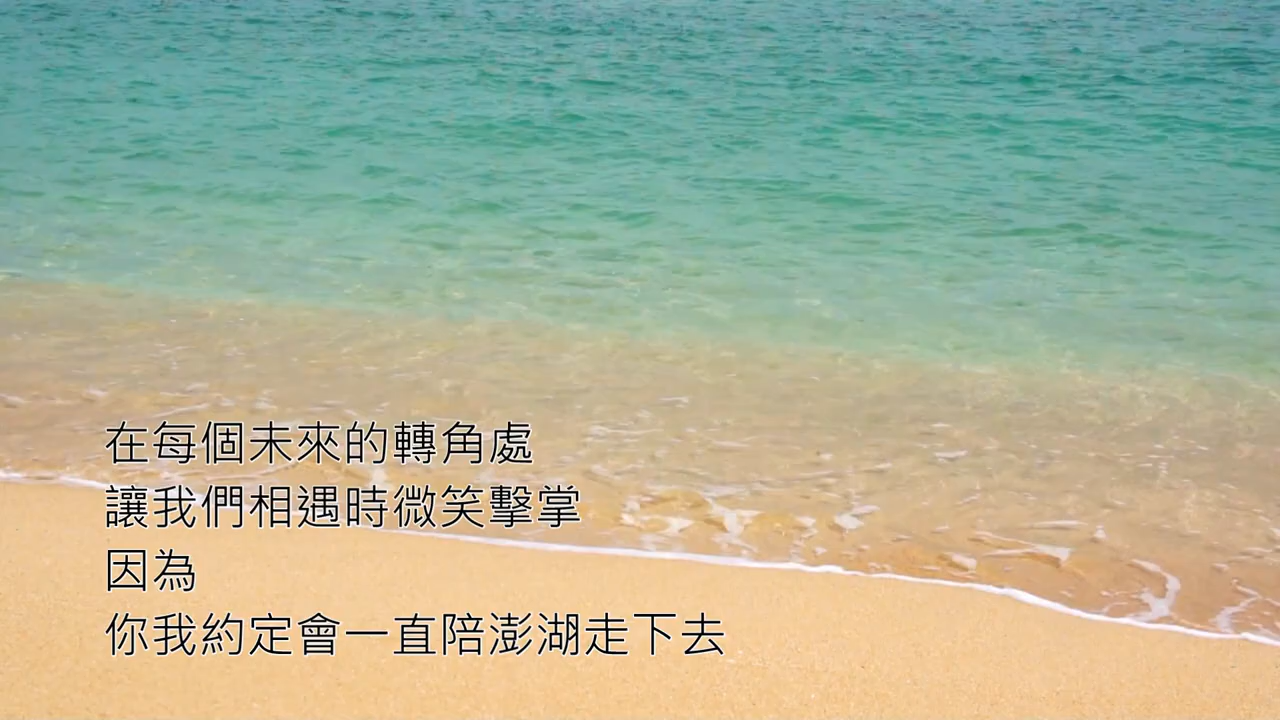 在每個未來的轉角處
讓我們相遇時微笑擊掌
因為
你我約定會一直陪澎湖走下去